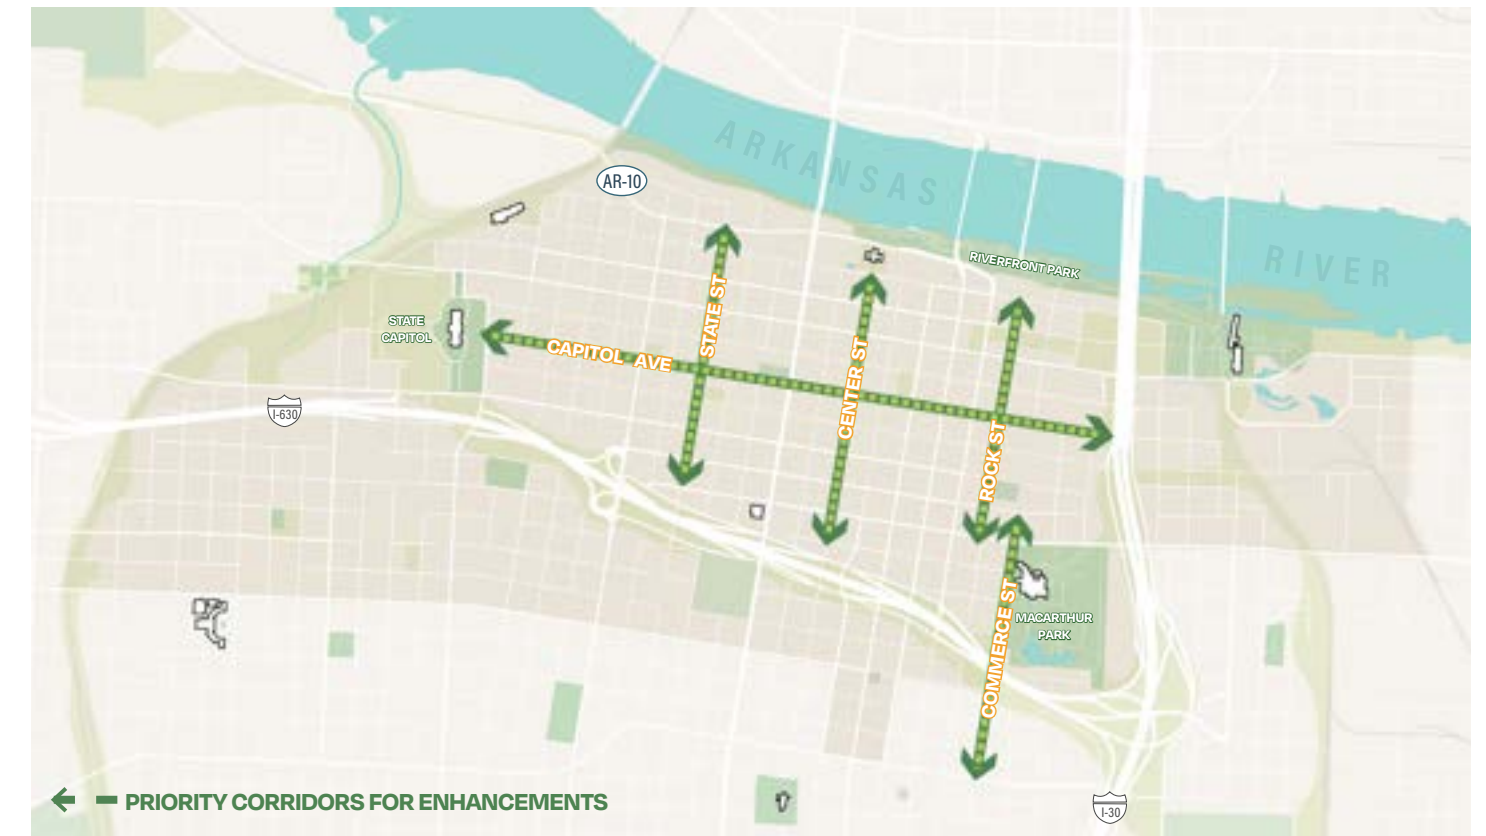 ARKANSAS
RIVER
AR-10
RIVERFRONT PARK
STATE ST
STATE
CAPITOL
CAPITOL AVE
CENTER ST
I-630
ROCK ST
COMMERCE ST
MACARTHUR
PARK
PRIORITY CORRIDORS FOR ENHANCEMENTS
I-30